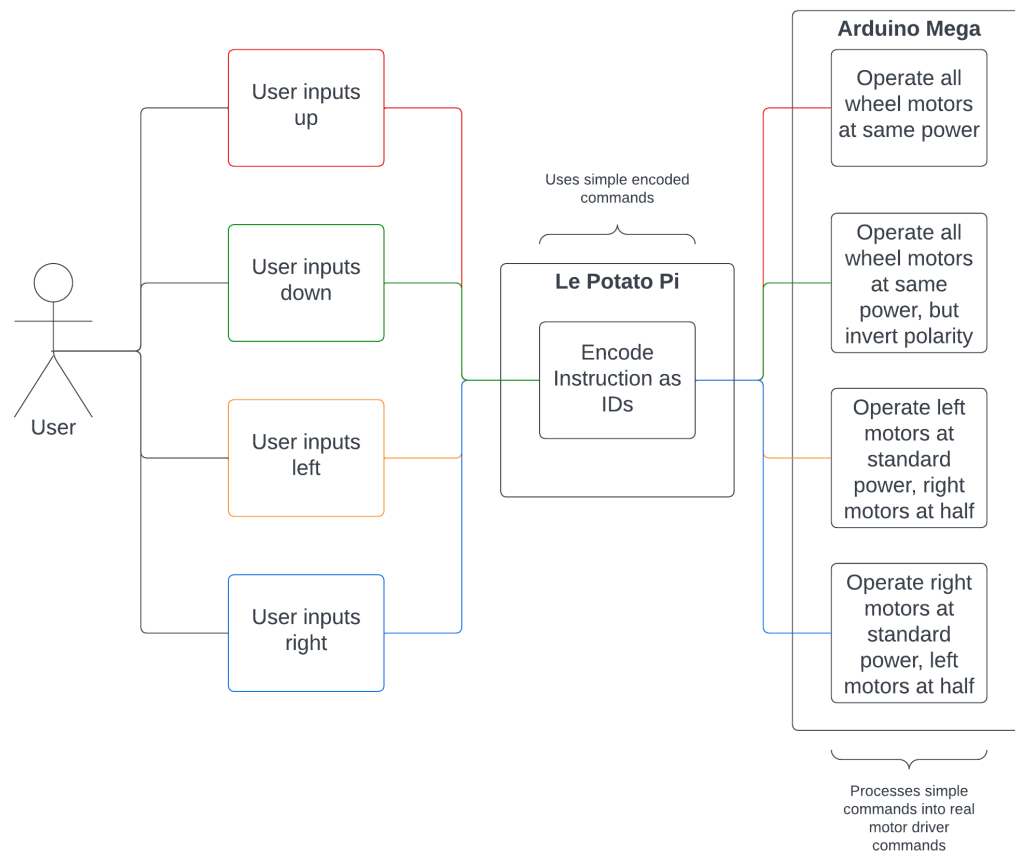 User
User inputs
up
User inputs
down
User inputs
left
User inputs
right
Uses simple encoded
commands
Le Potato Pi
Encode
Instruction as
IDs
Arduino Mega
Operate all
wheel motors
at same power
Operate all
wheel motors
at same
power, but
invert polarity
Operate left
motors at
standard
power, right
motors at half
Operate right
motors at
standard
power, left
motors at half
Processes simple
commands into real
motor driver
commands